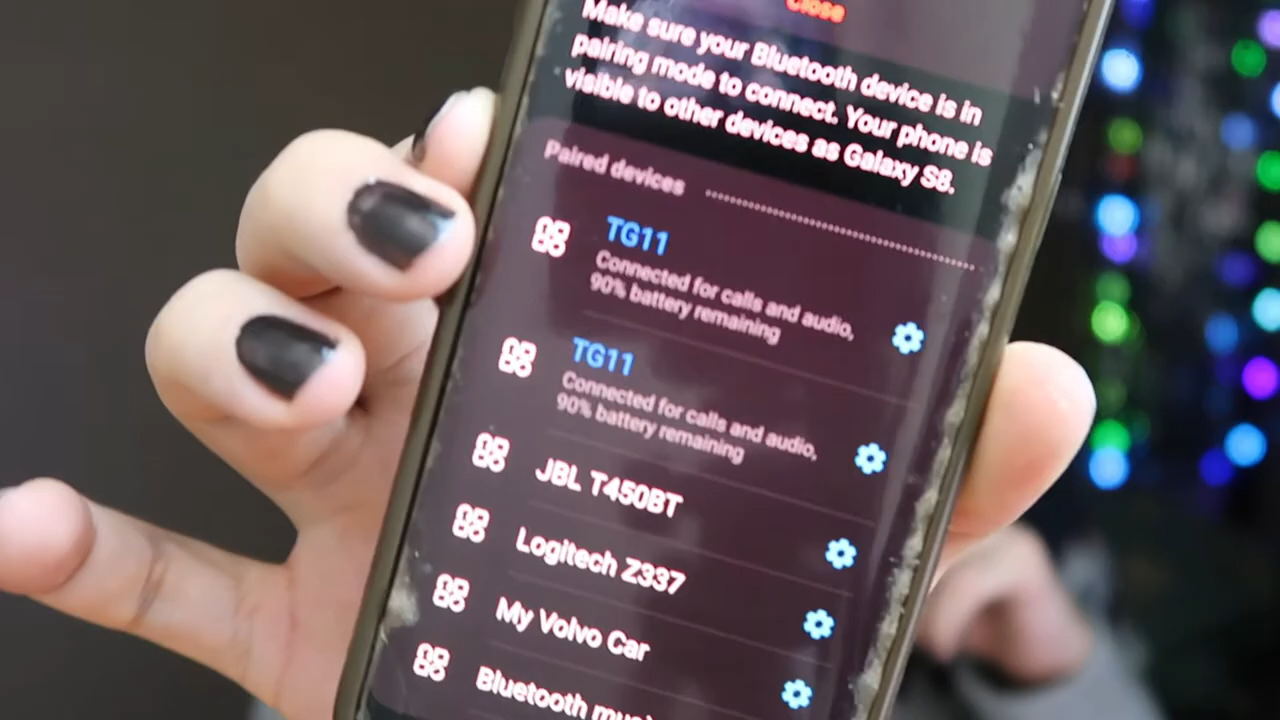 Close
Make sure your Bluetooth device is in
pairing mode to connect. Your phone is
visible to other devices as Galaxy S8.
Paired devices
TG11
Connected for calls and audio,
90% battery remaining
TG11
Connected for calls and audio,
90% battery remaining
JBL T450BT
Logitech Z337
My Volvo Car
Bluetooth